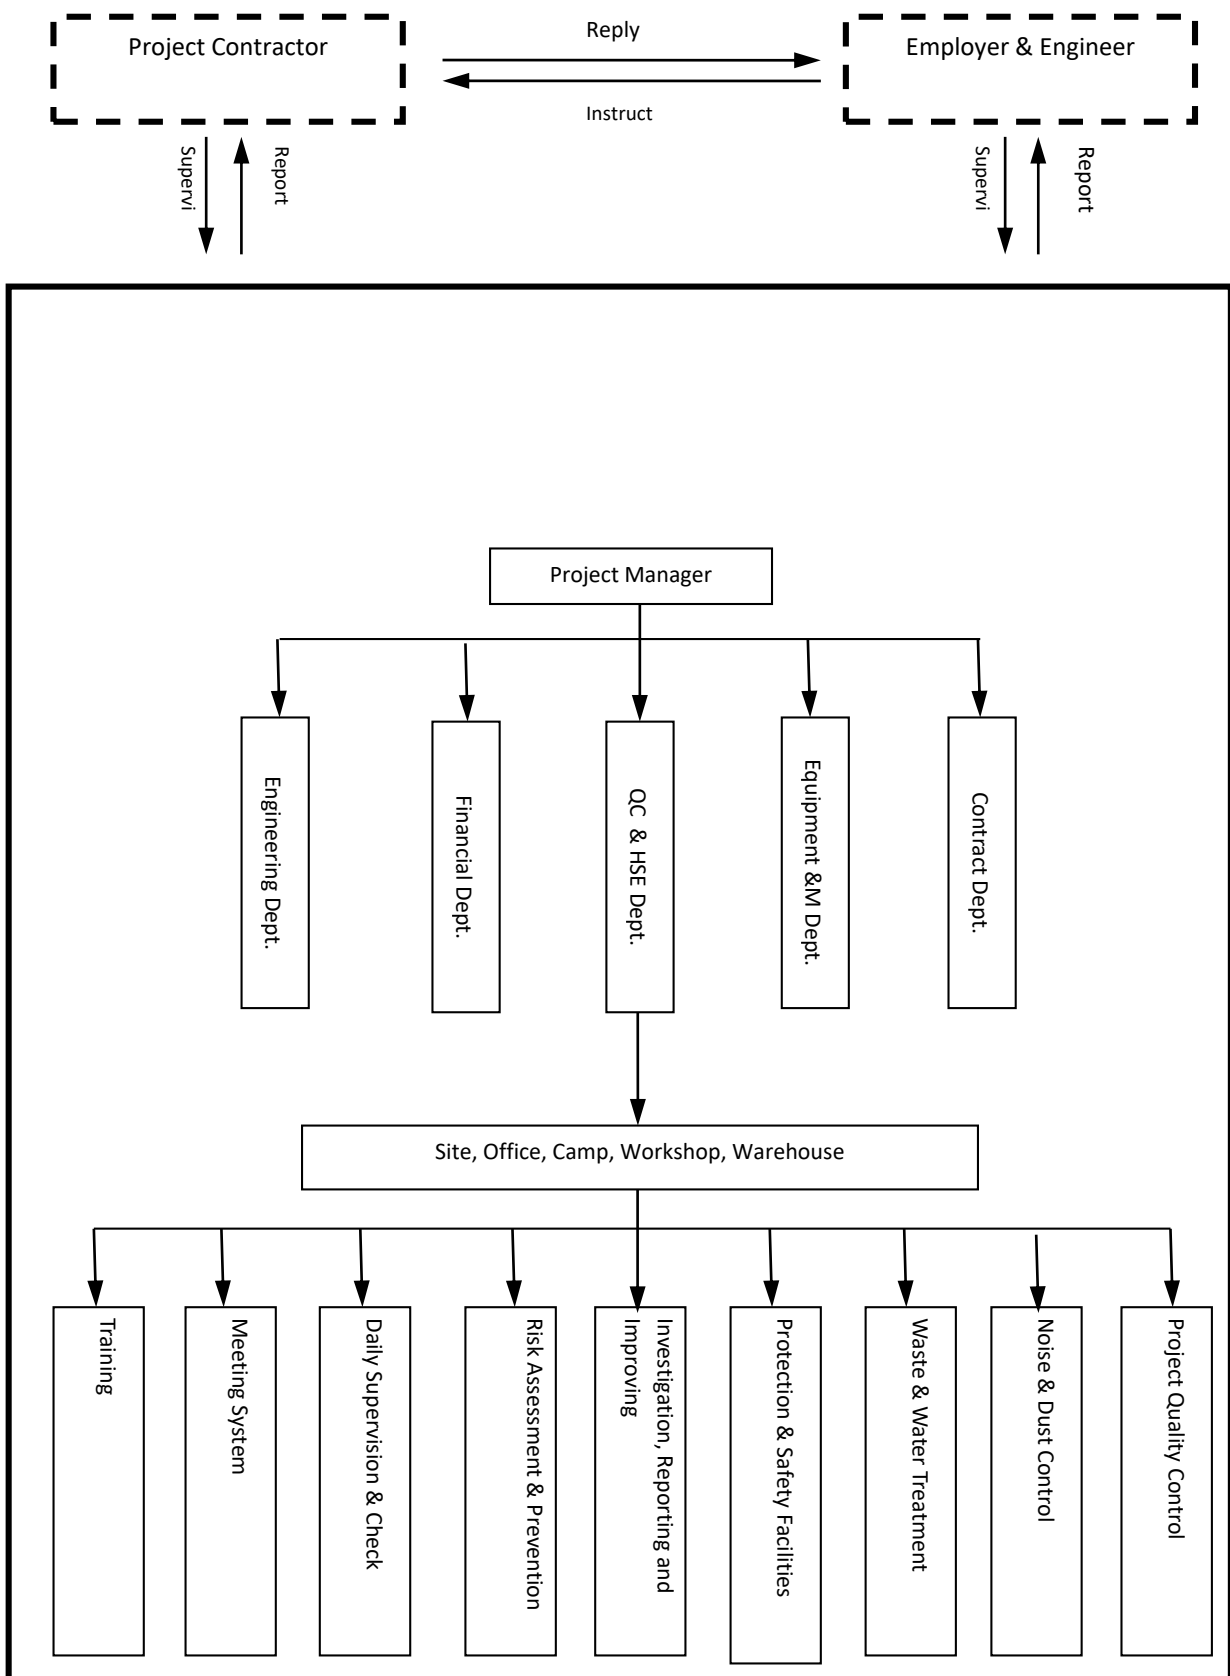 Project Contractor
Reply
Employer & Engineer
Instruct
Supervi
Report
Supervi
Report
Project Manager
Engineering Dept.
Financial Dept.
QC & HSE Dept.
Equipment &M Dept.
Contract Dept.
Site, Office, Camp, Workshop, Warehouse
Training
Meeting System
Daily Supervision & Check
Risk Assessment & Prevention
Investigation, Reporting and
Improving
Protection & Safety Facilities
Waste & Water Treatment
Noise & Dust Control
Project Quality Control